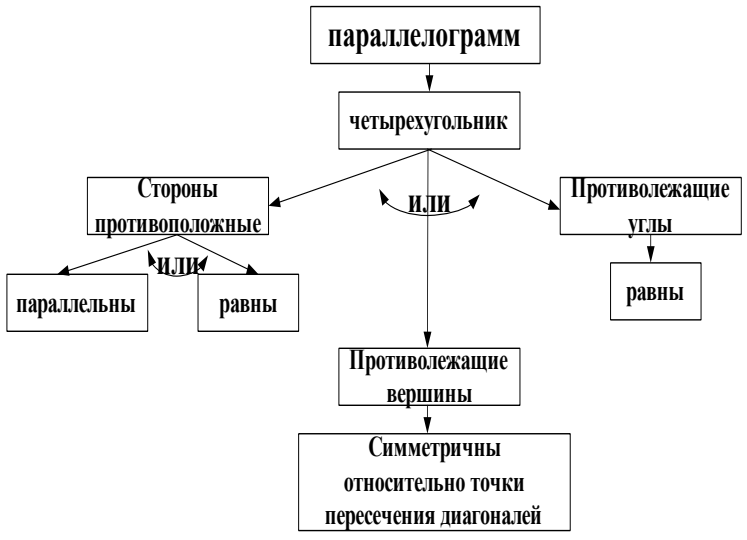 параллелограмм
четырехугольник
Стороны
противоположные
или
Противолежащие
углы
или
параллельны
равны
равны
Противолежащие
вершины
Симметричны
относительно точки
пересечения диагоналей